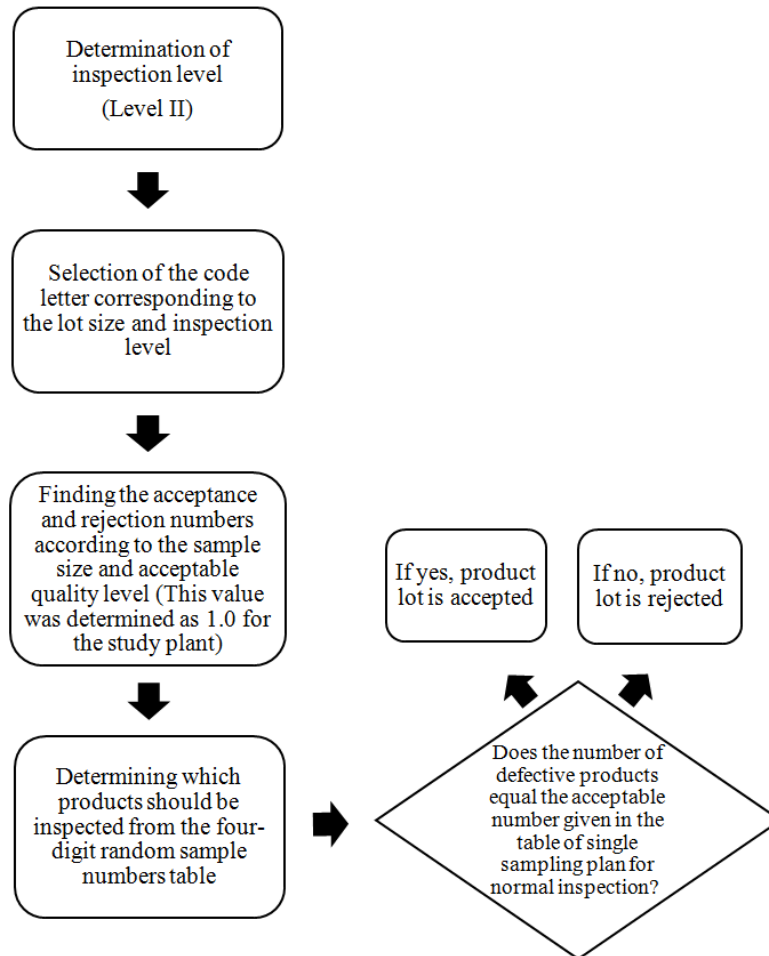 Determination of
inspection level
(Level II)
Selection of the code
letter corresponding to
the lot size and inspection
level
Finding the acceptance
and rejection numbers
according to the sample
size and acceptable
quality level (This value
was determined as 1.0 for
the study plant)
Determining which
products should be
inspected from the four-
digit random sample
numbers table
Does the number of
defective products
equal the acceptable
number given in the
table of single
sampling plan for
normal inspection?
If yes, product
lot is accepted
If no, product
lot is rejected